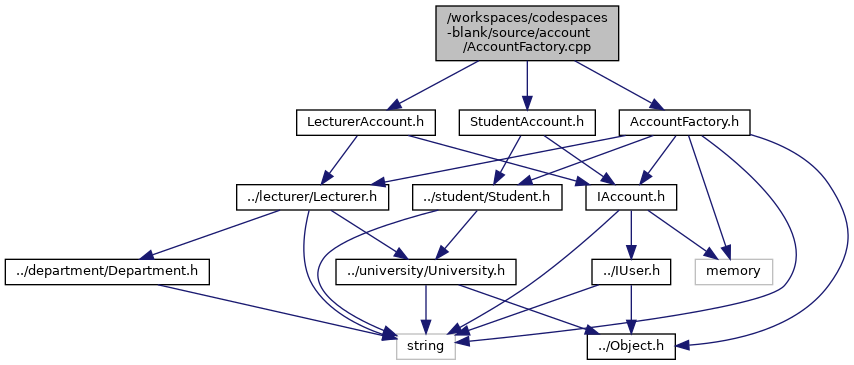 /workspaces/codespaces
-blank/source/account
/AccountFactory.cpp
LecturerAccount.h
StudentAccount.h
AccountFactory.h
../lecturer/Lecturer.h
../student/Student.h
IAccount.h
../department/Department.h
../university/University.h
../IUser.h
memory
string
../Object.h